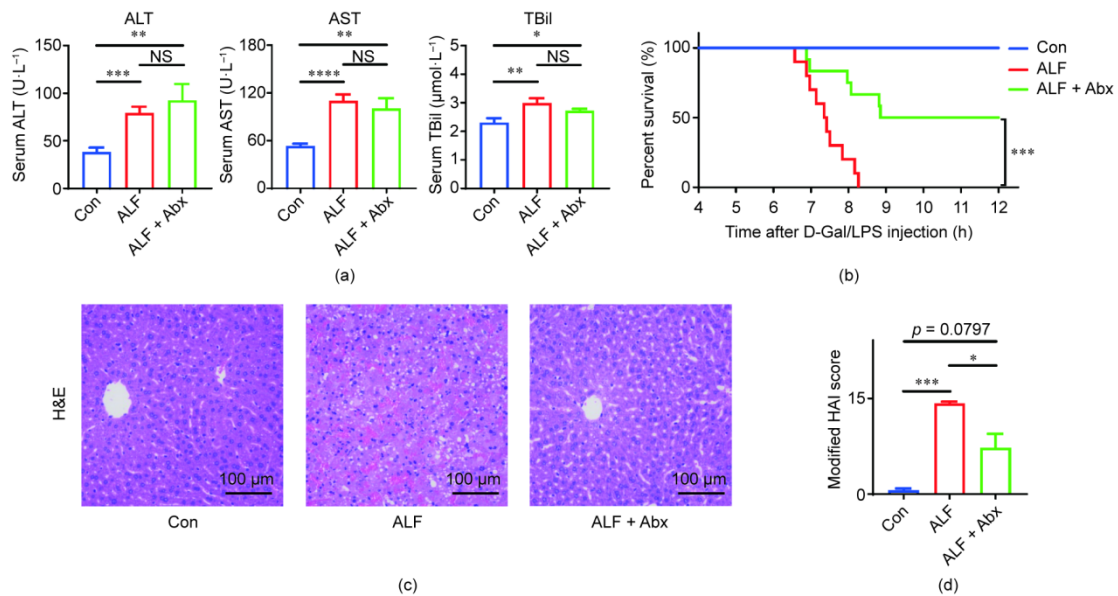 ALT
**
NS
***
Serum ALT (U·L⁻¹)
150
100
50
0
Con
ALF
ALF + Abx
AST
**
NS
****
Serum AST (U·L⁻¹)
180
120
60
0
Con
ALF
ALF + Abx
TBil
*
NS
**
Serum TBil (μmol·L⁻¹)
5
4
3
2
1
0
Con
ALF
ALF + Abx
(a)
Percent survival (%)
100
50
0
4 5 6 7 8 9 10 11 12
Time after D-Gal/LPS injection (h)
Con
ALF
ALF + Abx
***
(b)
H&E
100 μm
100 μm
100 μm
Con
ALF
ALF + Abx
(c)
p = 0.0797
*
***
Modified HAI score
15
0
Con
ALF
ALF + Abx
(d)